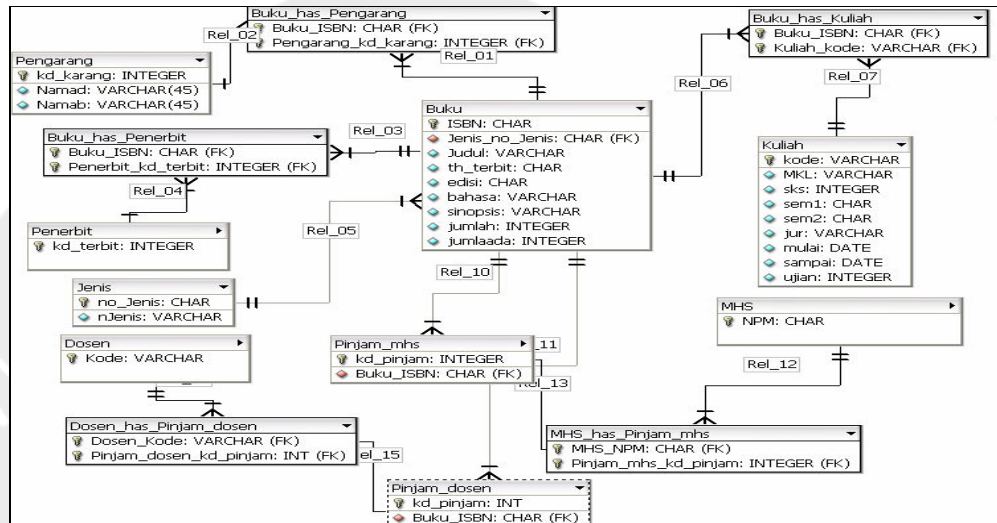 Buku_has_Pengarang
Buku_ISBN: CHAR (FK)
Pengarang_kd_karang: INTEGER (FK)
Rel_02
Rel_01
Buku_has_Kuliah
Buku_ISBN: CHAR (FK)
Kuliah_kode: VARCHAR (FK)
Rel_06
Rel_07
Pengarang
kd_karang: INTEGER
Namad: VARCHAR(45)
Namab: VARCHAR(45)
Buku
ISBN: CHAR
Jenis_no_Jenis: CHAR (FK)
Judul: VARCHAR
th_terbit: CHAR
edisi: CHAR
bahasa: VARCHAR
sinopsis: VARCHAR
jumlah: INTEGER
jumlaada: INTEGER
Buku_has_Penerbit
Buku_ISBN: CHAR (FK)
Penerbit_kd_terbit: INTEGER (FK)
Rel_03
Rel_04
Rel_05
Kuliah
kode: VARCHAR
MKL: VARCHAR
sks: INTEGER
sem1: CHAR
sem2: CHAR
jur: VARCHAR
mulai: DATE
sampai: DATE
ujian: INTEGER
Penerbit
kd_terbit: INTEGER
Jenis
no_Jenis: CHAR
nJenis: VARCHAR
Rel_10
MHS
NPM: CHAR
Dosen
Kode: VARCHAR
Pinjam_mhs
kd_pinjam: INTEGER
Buku_ISBN: CHAR (FK)
_11
Rel_12
el_13
Dosen_has_Pinjam_dosen
Dosen_Kode: VARCHAR (FK)
Pinjam_dosen_kd_pinjam: INT (FK)
el_15
MHS_has_Pinjam_mhs
MHS_NPM: CHAR (FK)
Pinjam_mhs_kd_pinjam: INTEGER (FK)
Pinjam_dosen
kd_pinjam: INT
Buku_ISBN: CHAR (FK)